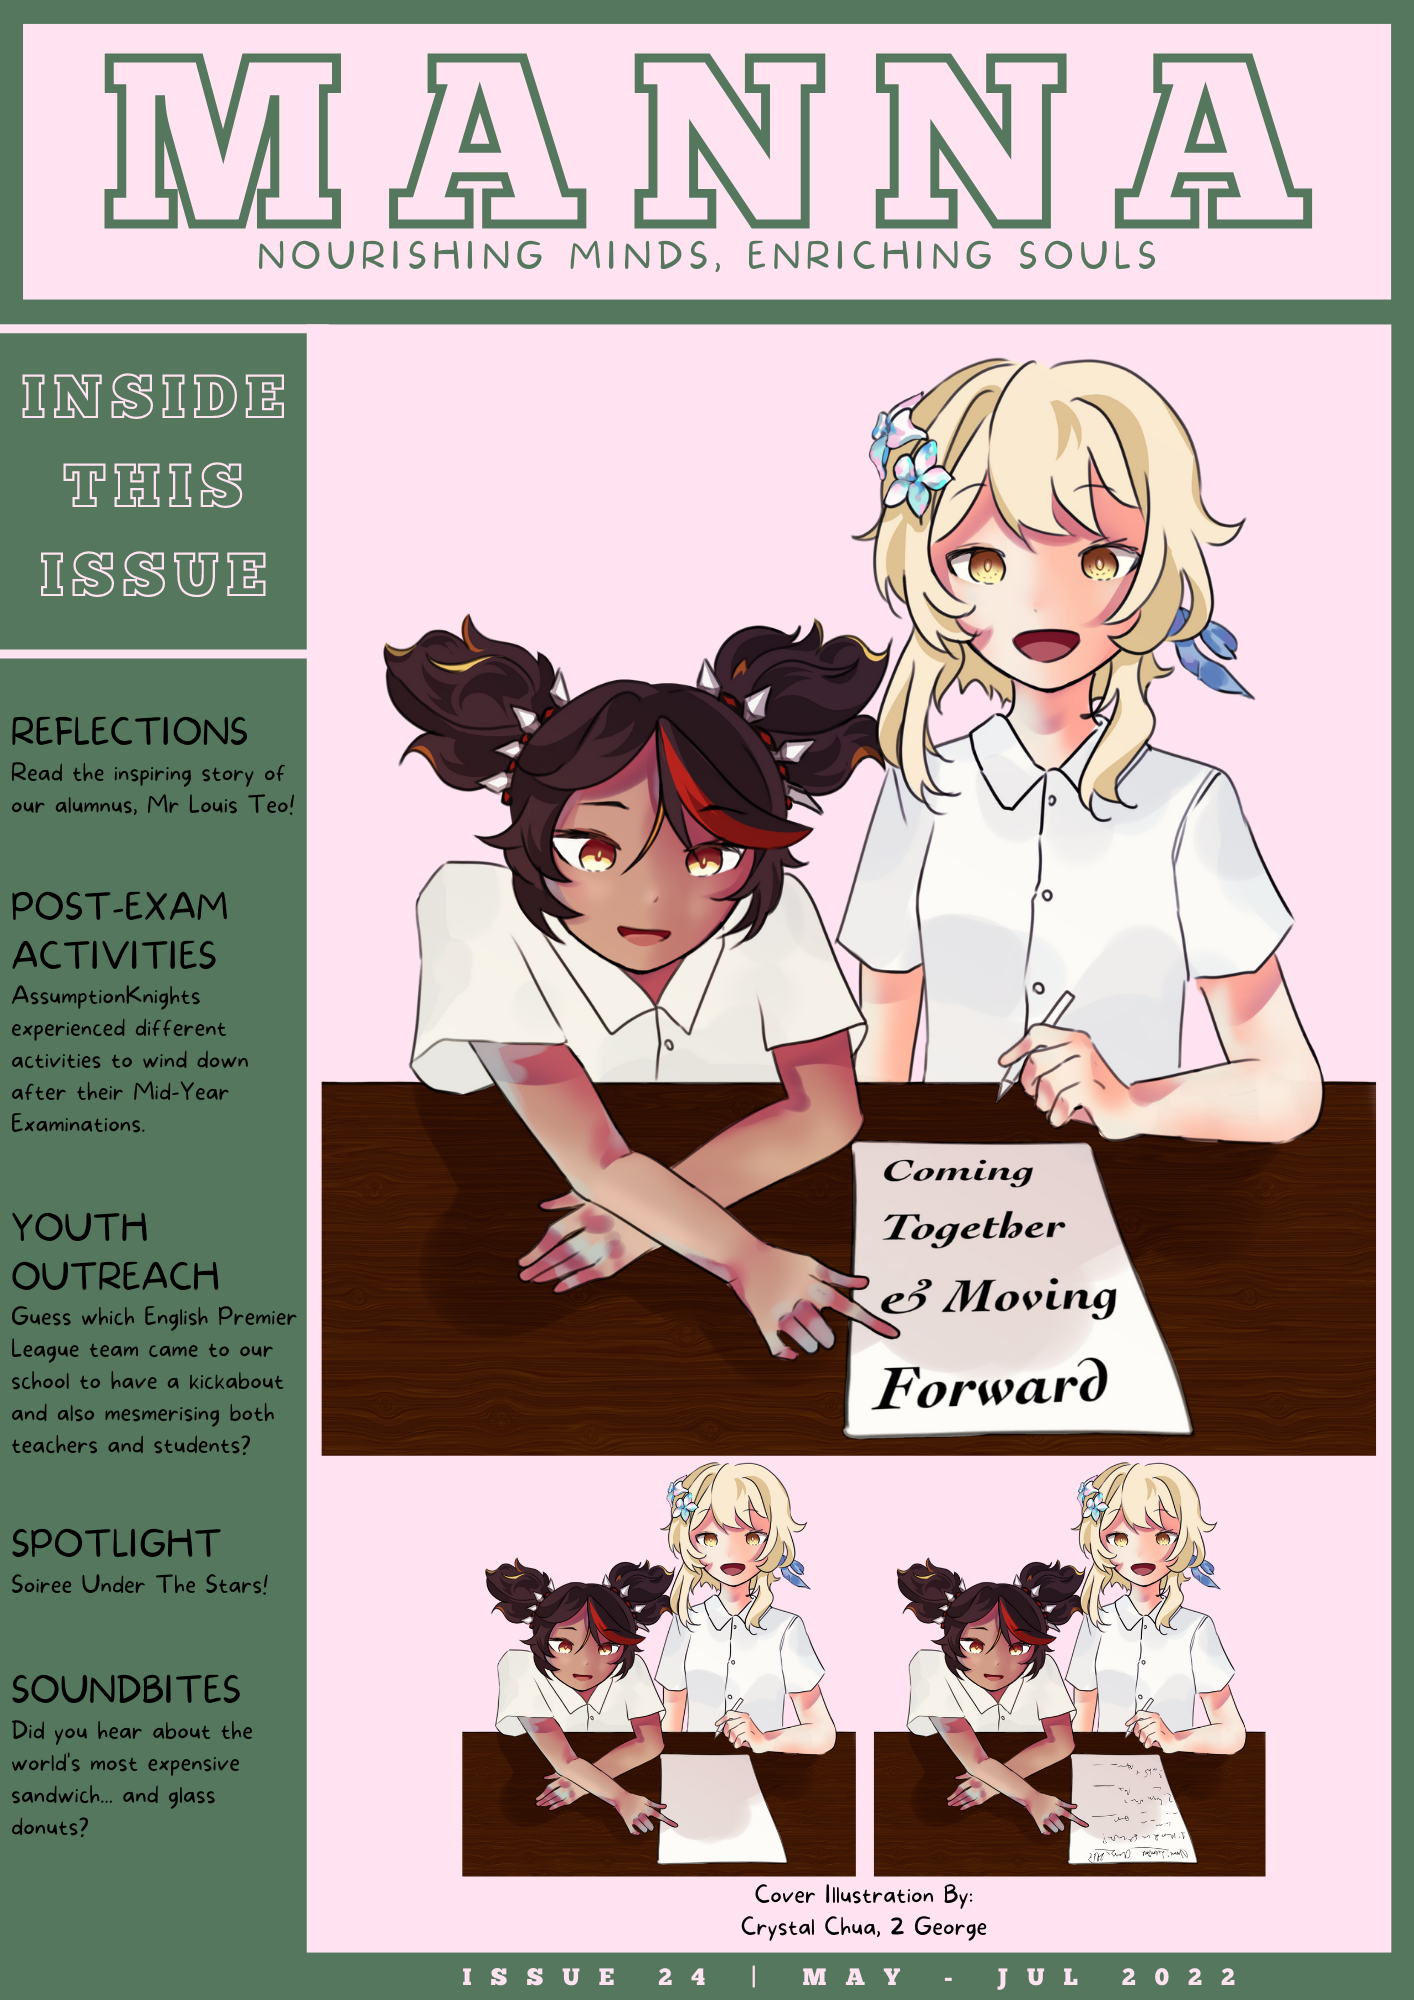 MANNA
NOURISHING MINDS, ENRICHING SOULS
INSIDE
THIS
ISSUE
REFLECTIONS
Read the inspiring story of
our alumnus, Mr Louis Teo!
POST-EXAM
ACTIVITIES
AssumptionKnights
experienced different
activities to wind down
after their Mid-Year
Examinations.
YOUTH
OUTREACH
Guess which English Premier
League team came to our
school to have a kickabout
and also mesmerising both
teachers and students?
SPOTLIGHT
Soiree Under The Stars!
SOUNDBITES
Did you hear about the
world's most expensive
sandwich... and glass
donuts?
Coming
Together
& Moving
Forward
Cover Illustration By:
Crystal Chua, 2 George
ISSUE 24 | MAY - JUL 2022